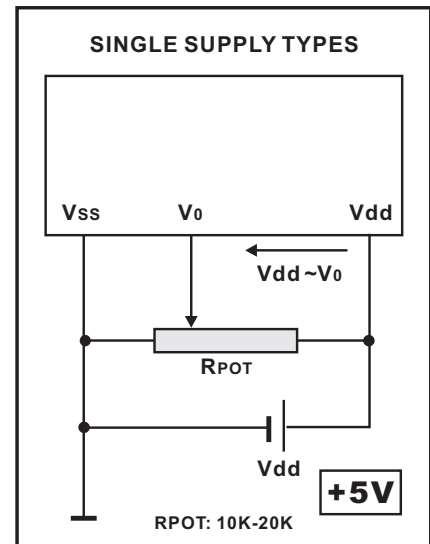 SINGLE SUPPLY TYPES
Vss V0 Vdd
Vdd ~V0
RPOT
Vdd
+5V
RPOT: 10K-20K